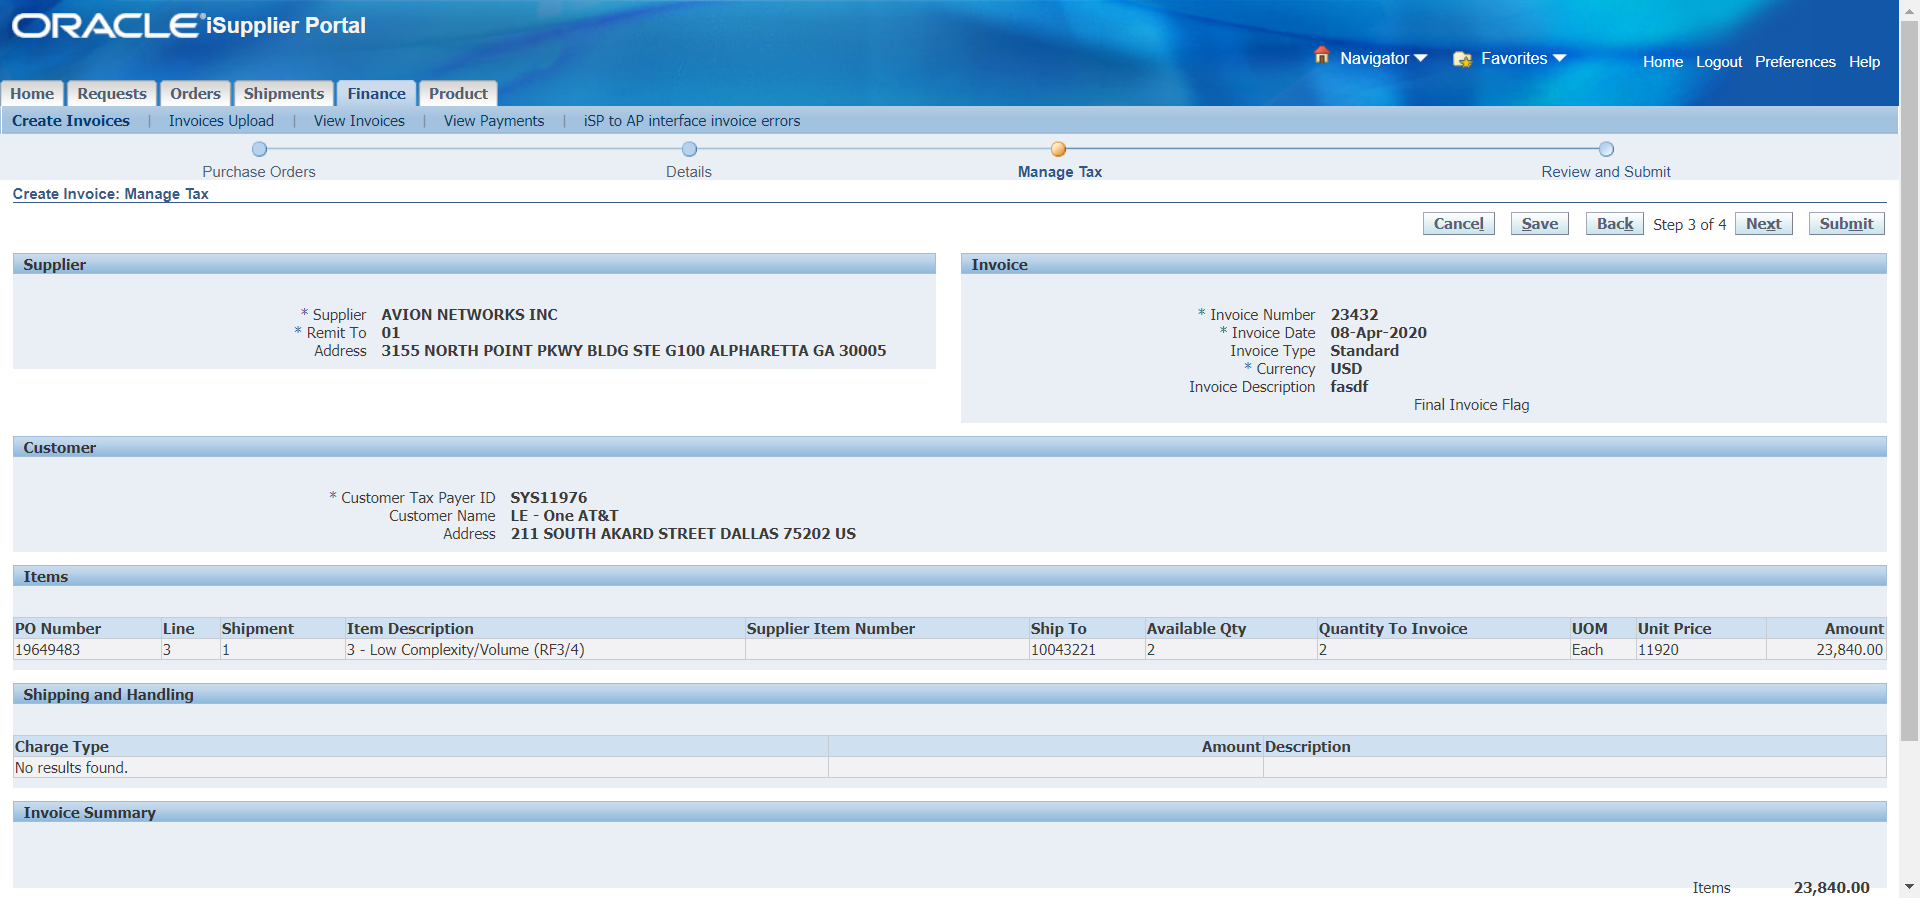 ORACLE® iSupplier Portal
Navigator Favorites Home Logout Preferences Help
Home Requests Orders Shipments Finance Product
Create Invoices | Invoices Upload | View Invoices | View Payments | iSP to AP interface invoice errors
Purchase Orders Details Manage Tax Review and Submit
Create Invoice: Manage Tax
Cancel Save Back Step 3 of 4 Next Submit
Supplier
* Supplier AVION NETWORKS INC
* Remit To 01
Address 3155 NORTH POINT PKWY BLDG STE G100 ALPHARETTA GA 30005
Invoice
* Invoice Number 23432
* Invoice Date 08-Apr-2020
Invoice Type Standard
* Currency USD
Invoice Description fasdf
Final Invoice Flag
Customer
* Customer Tax Payer ID SYS11976
Customer Name LE - One AT&T
Address 211 SOUTH AKARD STREET DALLAS 75202 US
Items
PO Number Line Shipment Item Description Supplier Item Number Ship To Available Qty Quantity To Invoice UOM Unit Price Amount
19649483 3 1 3 - Low Complexity/Volume (RF3/4) 10043221 2 2 Each 11920 23,840.00
Shipping and Handling
Charge Type Amount Description
No results found.
Invoice Summary
Items 23,840.00